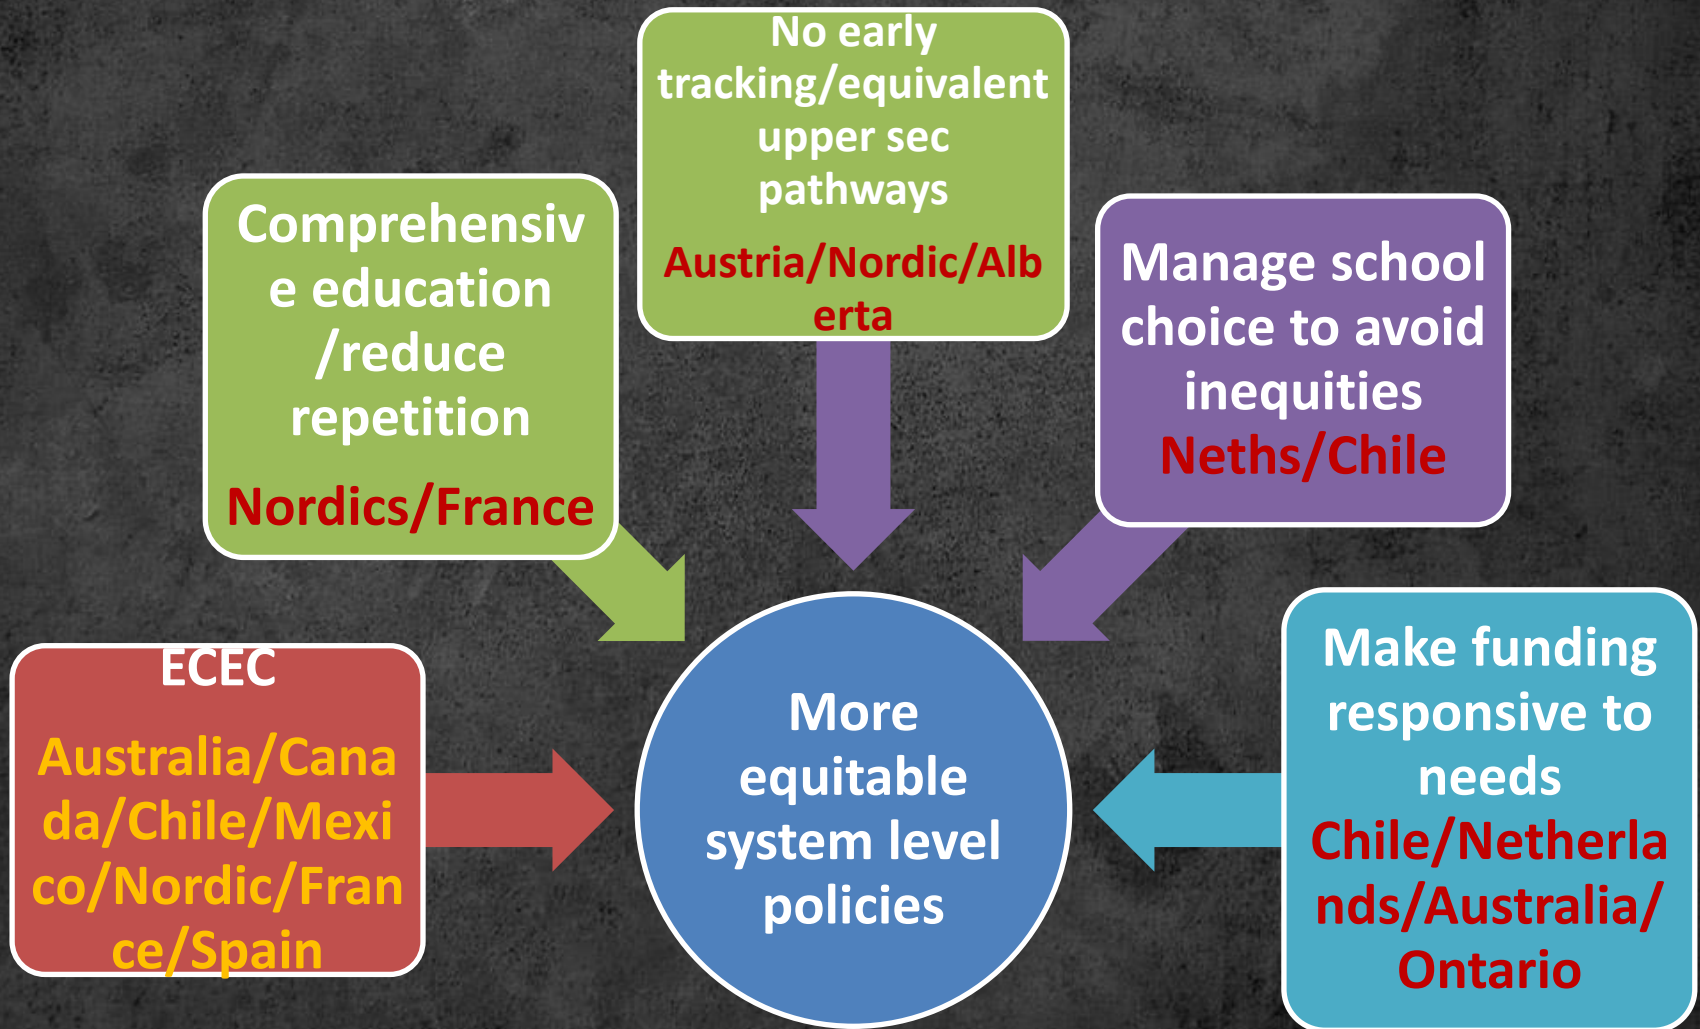 No early
tracking/equivalent
upper sec
pathways
Austria/Nordic/Alb
erta
Comprehensiv
e education
/reduce
repetition
Nordics/France
Manage school
choice to avoid
inequities
Neths/Chile
ECEC
Australia/Cana
da/Chile/Mexi
co/Nordic/Fran
ce/Spain
More
equitable
system level
policies
Make funding
responsive to
needs
Chile/Netherla
nds/Australia/
Ontario